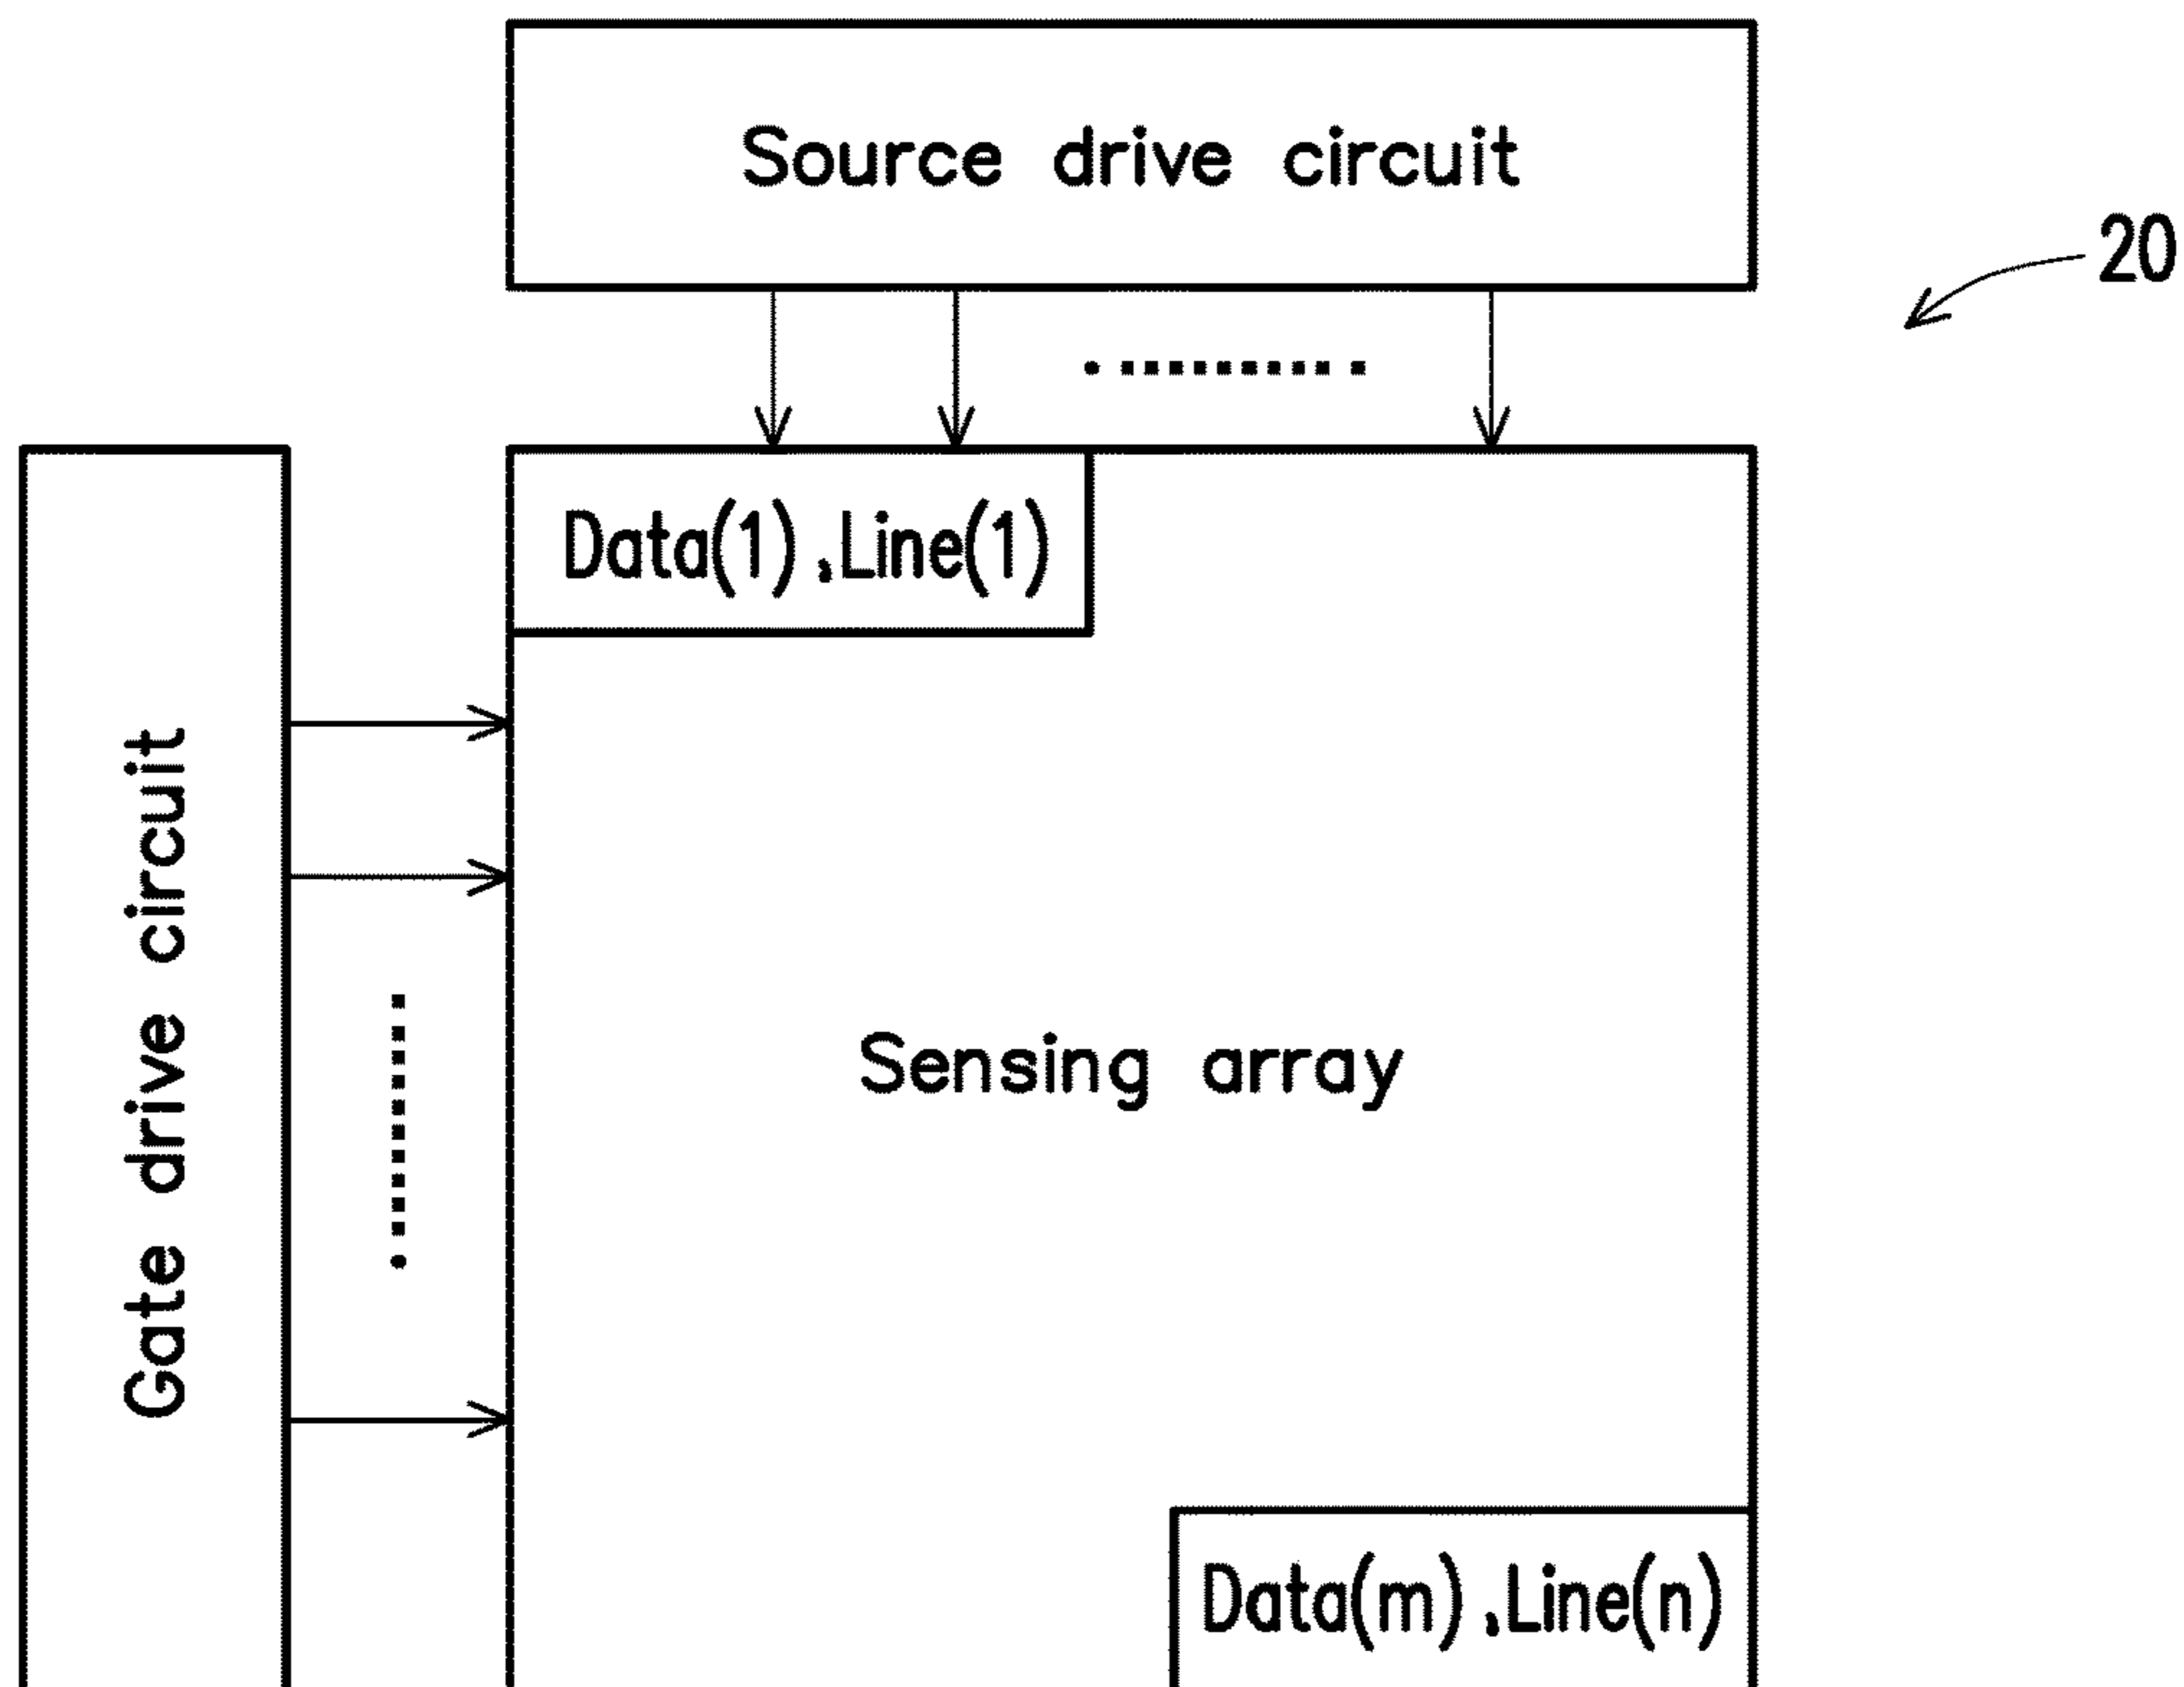 Source drive circuit
20
Data(1),Line(1)
Gate drive circuit
Sensing array
Data(m),Line(n)